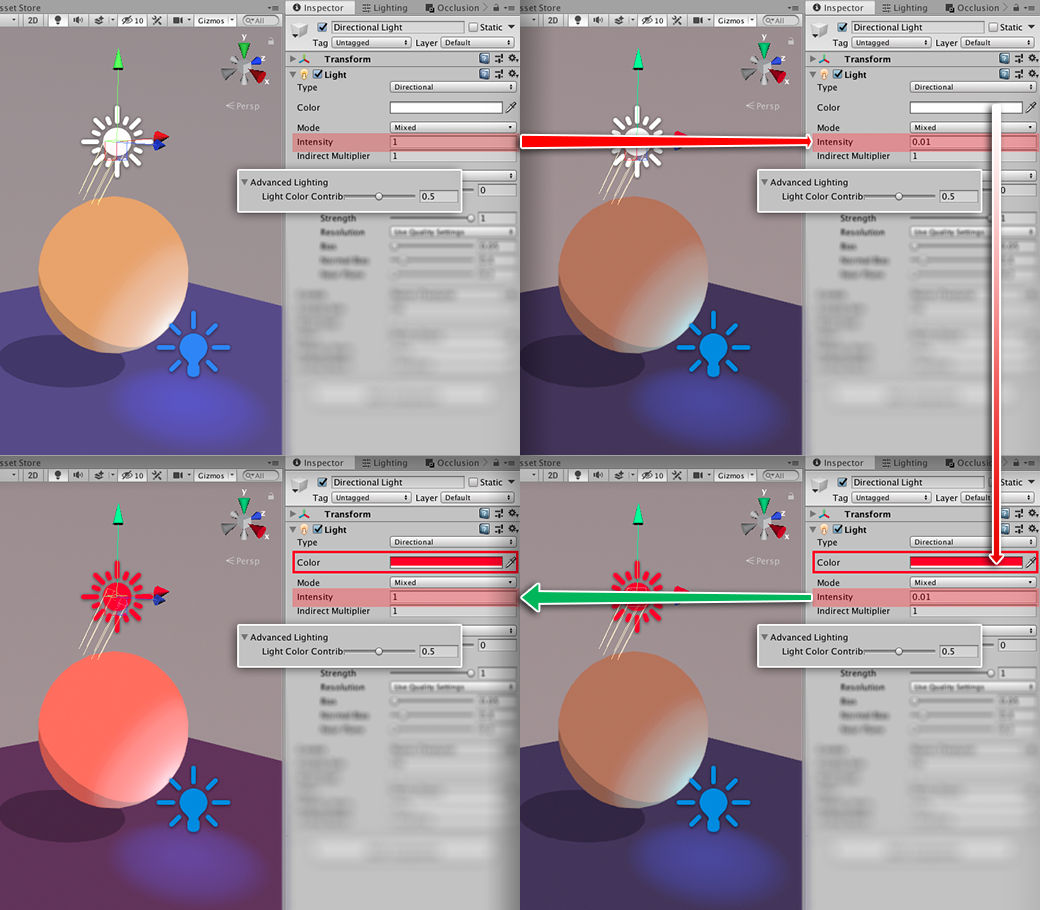 sset Store
2D
10
Gizmos
All
Inspector
Lighting
Occlusion
Directional Light
Static
Tag Untagged Layer Default
Transform
Light
Type Directional
Color
Mode Mixed
Intensity 1
Indirect Multiplier 1
Advanced Lighting
Light Color Contrib 0.5
0
Strength 1
Resolution Use Quality Settings
y
z
x
Persp
sset Store
2D
10
Gizmos
All
Inspector
Lighting
Occlusion
Directional Light
Static
Tag Untagged Layer Default
Transform
Light
Type Directional
Color
Mode Mixed
Intensity 0.01
Indirect Multiplier 1
Advanced Lighting
Light Color Contrib 0.5
0
Strength
Resolution Use Quality Settings
y
z
x
Persp
sset Store
2D
10
Gizmos
All
Inspector
Lighting
Occlusion
Directional Light
Static
Tag Untagged Layer Default
Transform
Light
Type Directional
Color
Mode Mixed
Intensity 1
Indirect Multiplier 1
Advanced Lighting
Light Color Contrib 0.5
0
Strength 1
Resolution Use Quality Settings
y
z
x
Persp
sset Store
2D
10
Gizmos
All
Inspector
Lighting
Occlusion
Directional Light
Static
Tag Untagged Layer Default
Transform
Light
Type Directional
Color
Mode Mixed
Intensity 0.01
Indirect Multiplier 1
Advanced Lighting
Light Color Contrib 0.5
0
Strength 1
Resolution Use Quality Settings
y
z
x
Persp